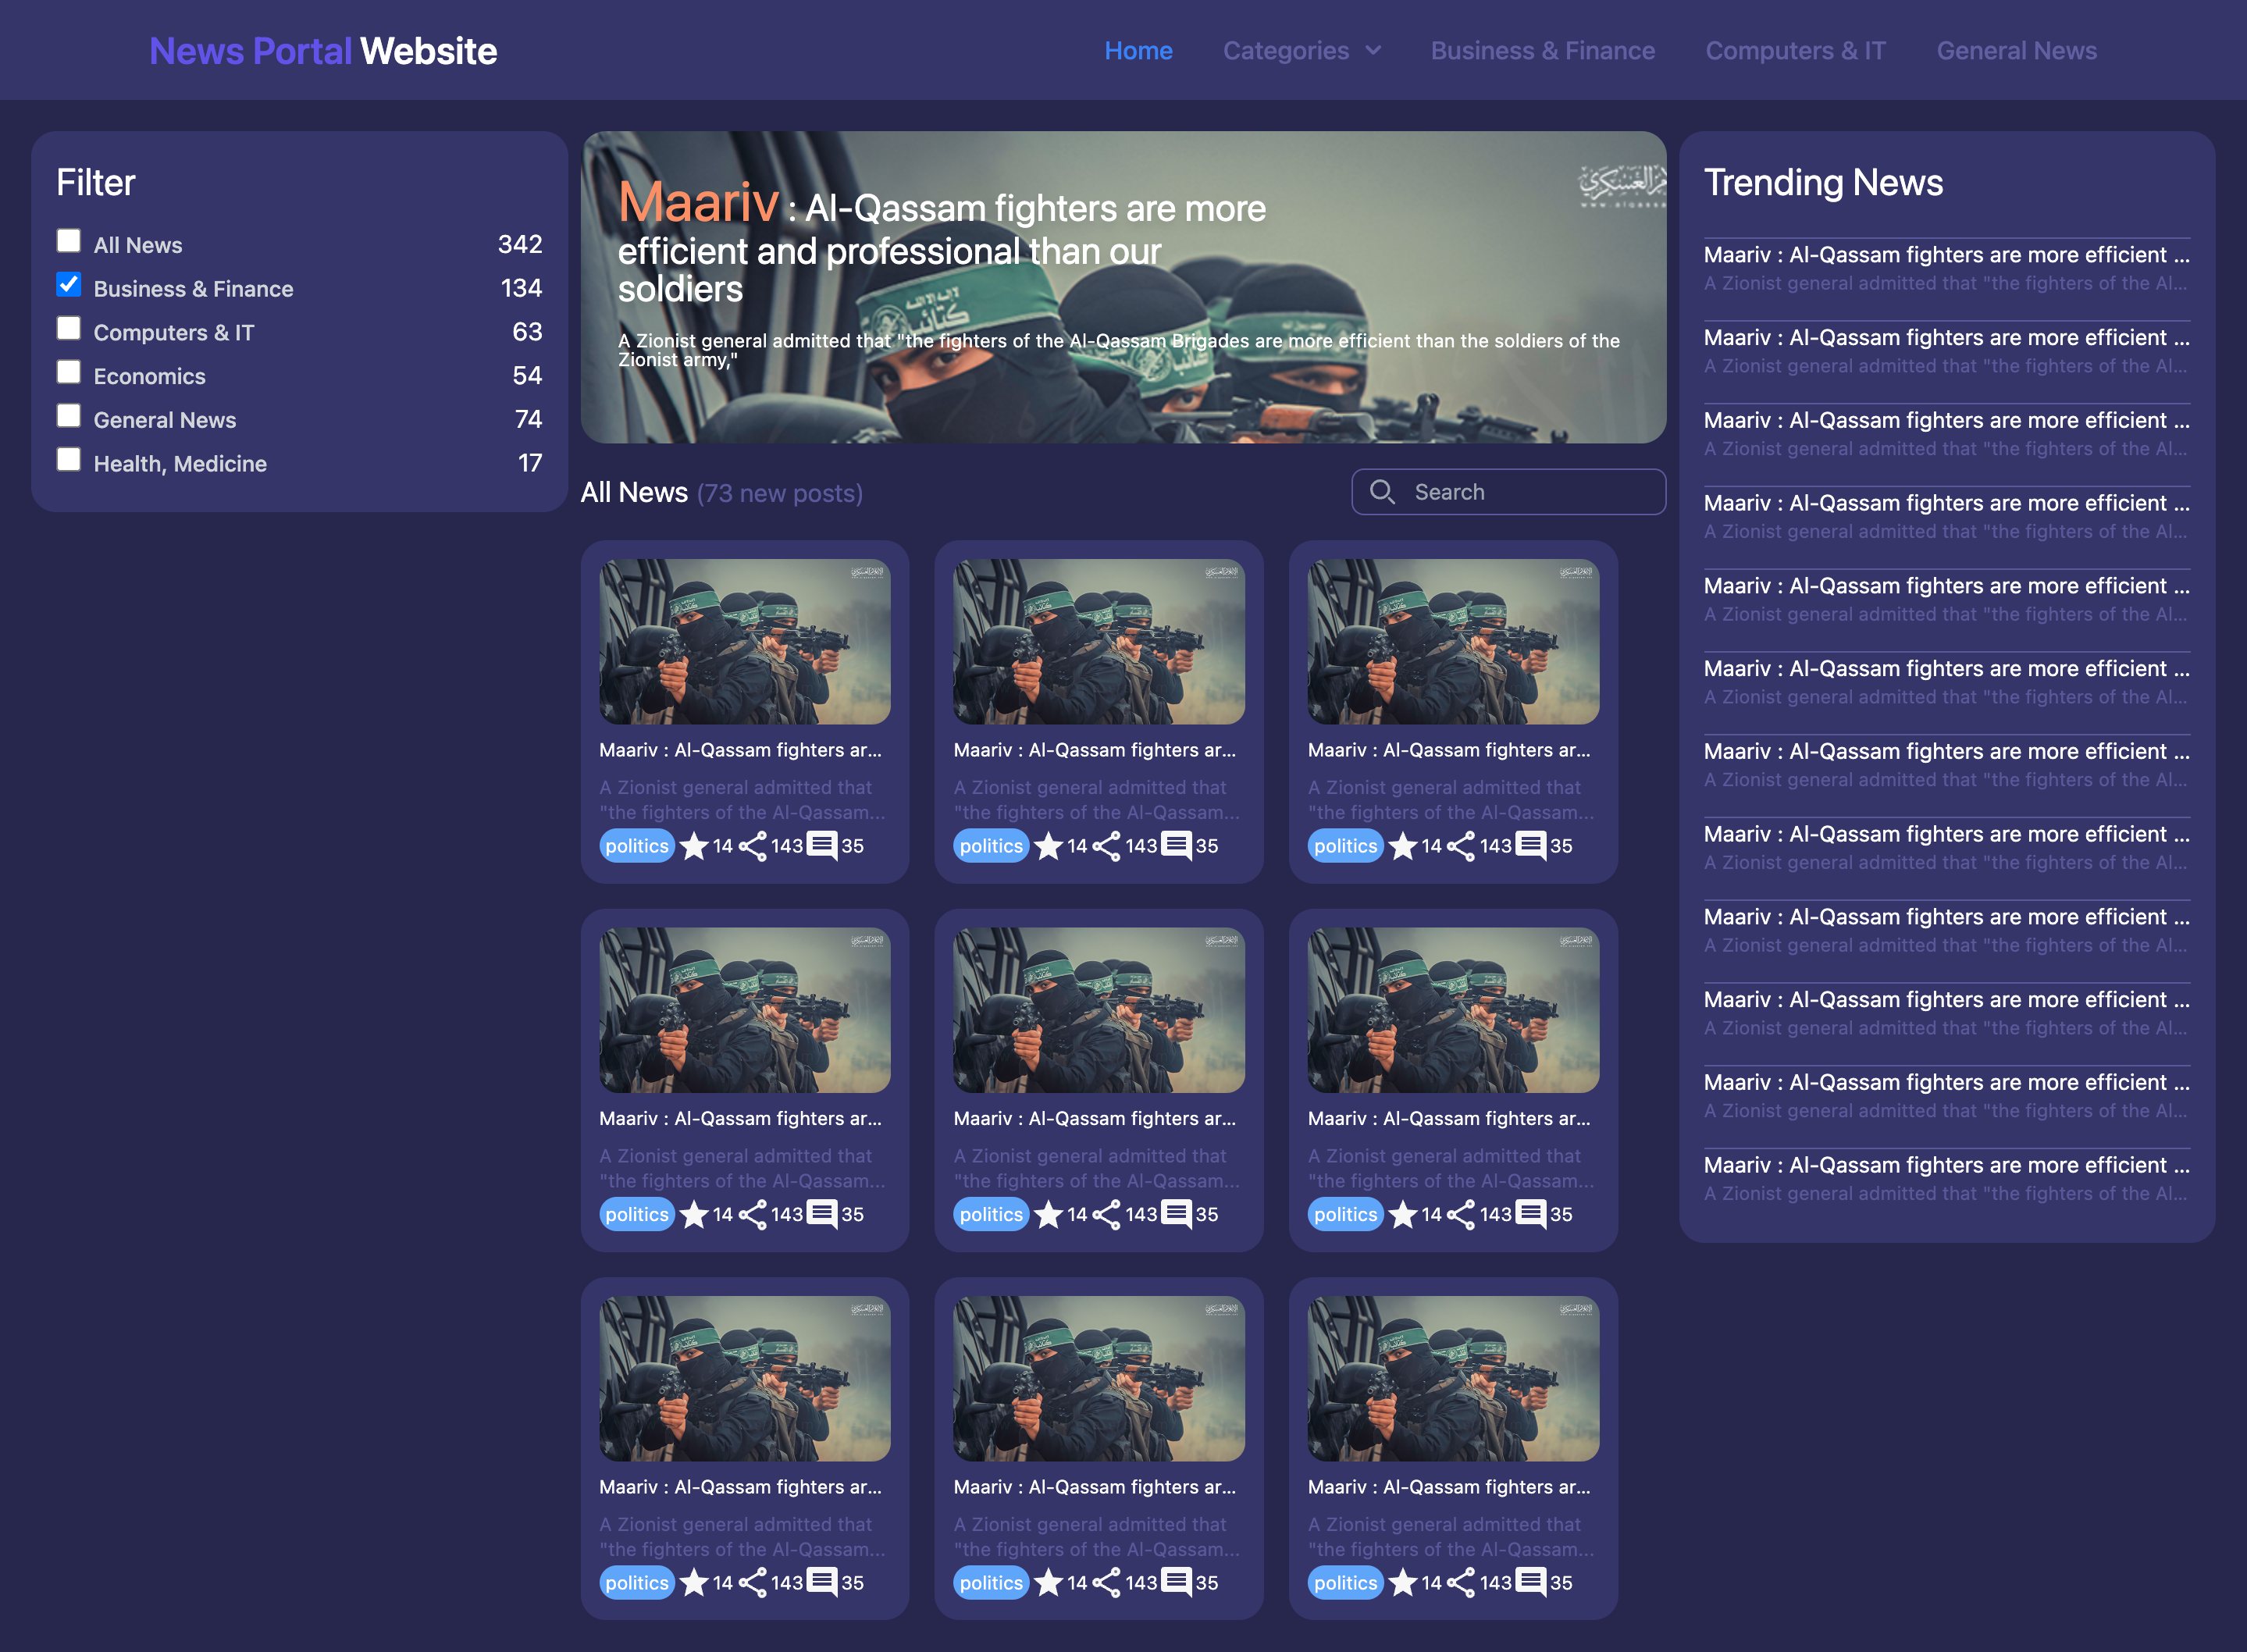 News Portal Website
Home
Categories
Business & Finance
Computers & IT
General News
Filter
All News 342
Business & Finance 134
Computers & IT 63
Economics 54
General News 74
Health, Medicine 17
Maariv : Al-Qassam fighters are more
efficient and professional than our
soldiers
A Zionist general admitted that "the fighters of the Al-Qassam Brigades are more efficient than the soldiers of the
Zionist army,"
All News (73 new posts)
Search
Maariv : Al-Qassam fighters ar...
A Zionist general admitted that
"the fighters of the Al-Qassam...
politics 14 143 35
Maariv : Al-Qassam fighters ar...
A Zionist general admitted that
"the fighters of the Al-Qassam...
politics 14 143 35
Maariv : Al-Qassam fighters ar...
A Zionist general admitted that
"the fighters of the Al-Qassam...
politics 14 143 35
Maariv : Al-Qassam fighters ar...
A Zionist general admitted that
"the fighters of the Al-Qassam...
politics 14 143 35
Maariv : Al-Qassam fighters ar...
A Zionist general admitted that
"the fighters of the Al-Qassam...
politics 14 143 35
Maariv : Al-Qassam fighters ar...
A Zionist general admitted that
"the fighters of the Al-Qassam...
politics 14 143 35
Maariv : Al-Qassam fighters ar...
A Zionist general admitted that
"the fighters of the Al-Qassam...
politics 14 143 35
Maariv : Al-Qassam fighters ar...
A Zionist general admitted that
"the fighters of the Al-Qassam...
politics 14 143 35
Maariv : Al-Qassam fighters ar...
A Zionist general admitted that
"the fighters of the Al-Qassam...
politics 14 143 35
Trending News
Maariv : Al-Qassam fighters are more efficient ...
A Zionist general admitted that "the fighters of the Al...
Maariv : Al-Qassam fighters are more efficient ...
A Zionist general admitted that "the fighters of the Al...
Maariv : Al-Qassam fighters are more efficient ...
A Zionist general admitted that "the fighters of the Al...
Maariv : Al-Qassam fighters are more efficient ...
A Zionist general admitted that "the fighters of the Al...
Maariv : Al-Qassam fighters are more efficient ...
A Zionist general admitted that "the fighters of the Al...
Maariv : Al-Qassam fighters are more efficient ...
A Zionist general admitted that "the fighters of the Al...
Maariv : Al-Qassam fighters are more efficient ...
A Zionist general admitted that "the fighters of the Al...
Maariv : Al-Qassam fighters are more efficient ...
A Zionist general admitted that "the fighters of the Al...
Maariv : Al-Qassam fighters are more efficient ...
A Zionist general admitted that "the fighters of the Al...
Maariv : Al-Qassam fighters are more efficient ...
A Zionist general admitted that "the fighters of the Al...
Maariv : Al-Qassam fighters are more efficient ...
A Zionist general admitted that "the fighters of the Al...
Maariv : Al-Qassam fighters are more efficient ...
A Zionist general admitted that "the fighters of the Al...